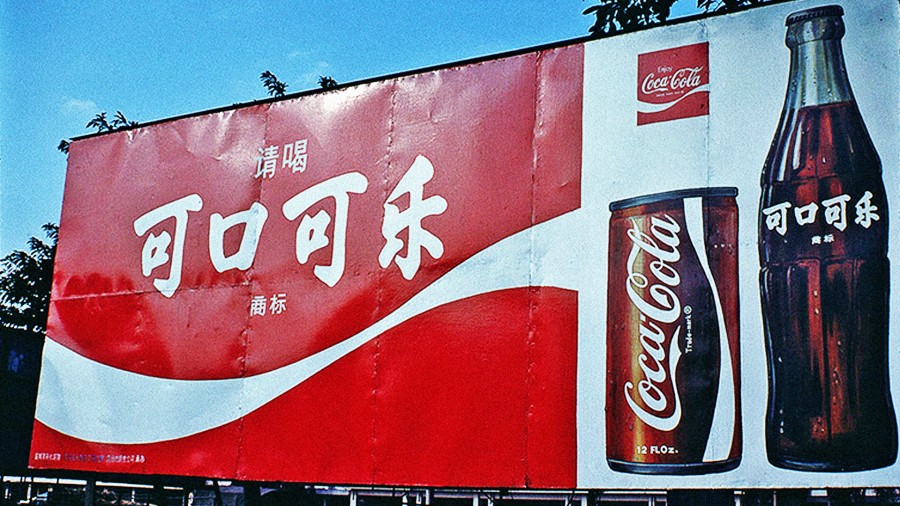 请喝
可口可乐
商标
Enjoy
Coca-Cola
Coca-Cola
Trade-mark ®
12 FL Oz.
可口可乐
商标